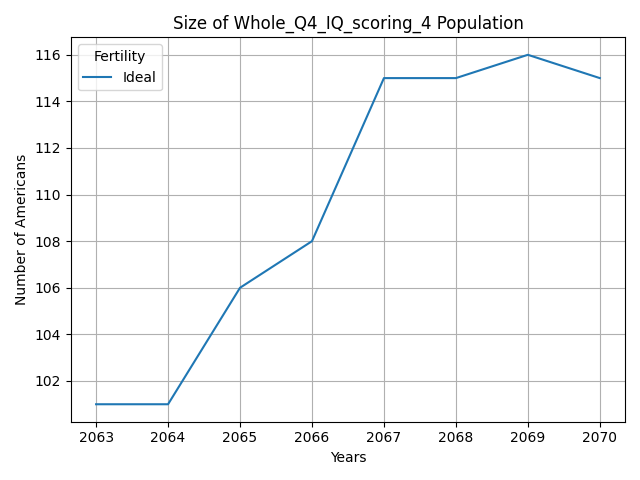 Size of Whole_Q4_IQ_scoring_4 Population
Fertility
Ideal
Number of Americans
116
114
112
110
108
106
104
102
2063 2064 2065 2066 2067 2068 2069 2070
Years